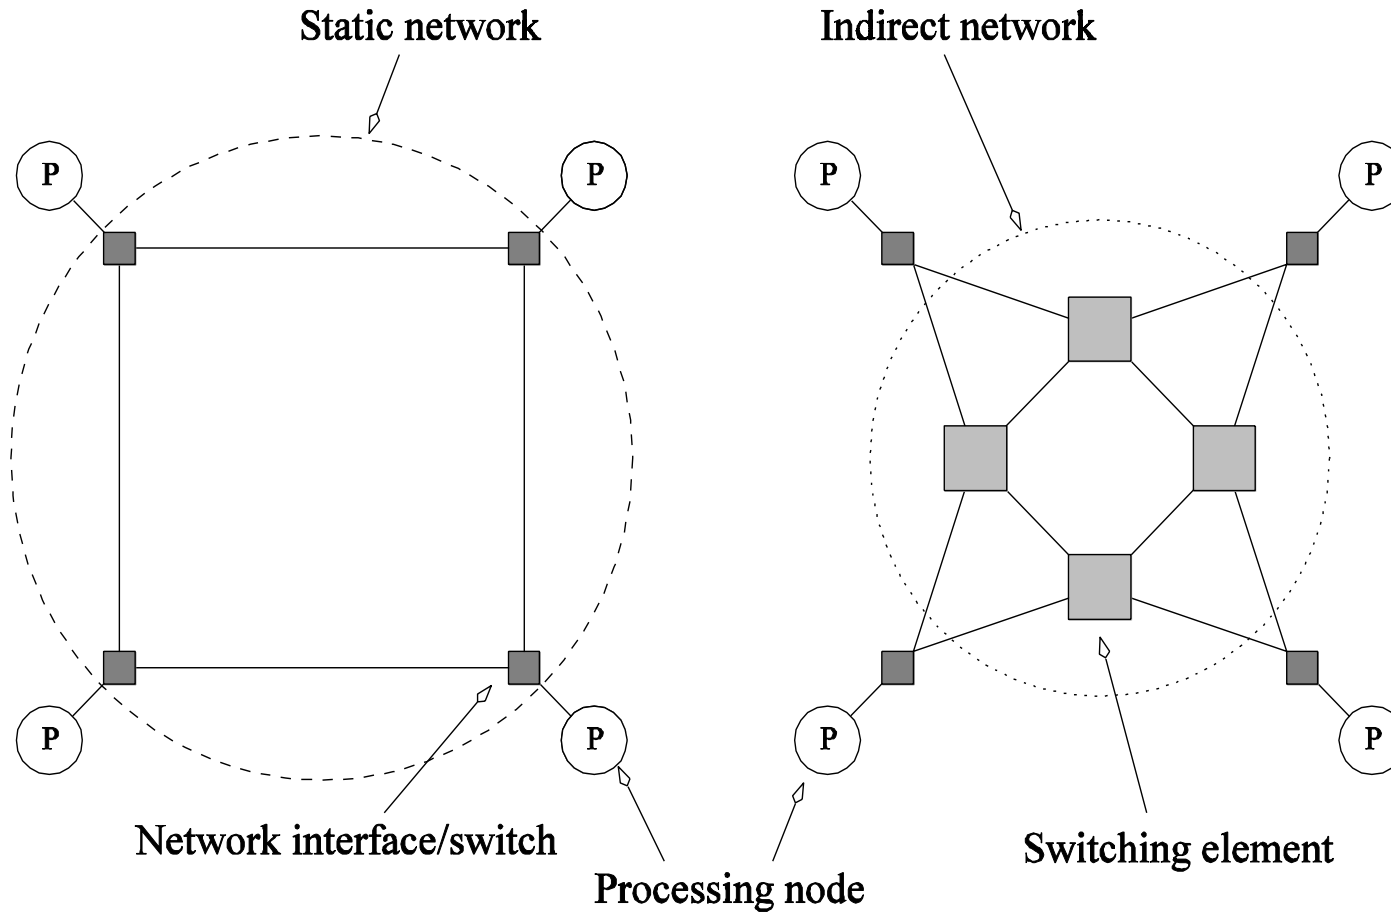 Static network
Indirect network
P
P
P
P
P
P
P
P
Network interface/switch
Switching element
Processing node